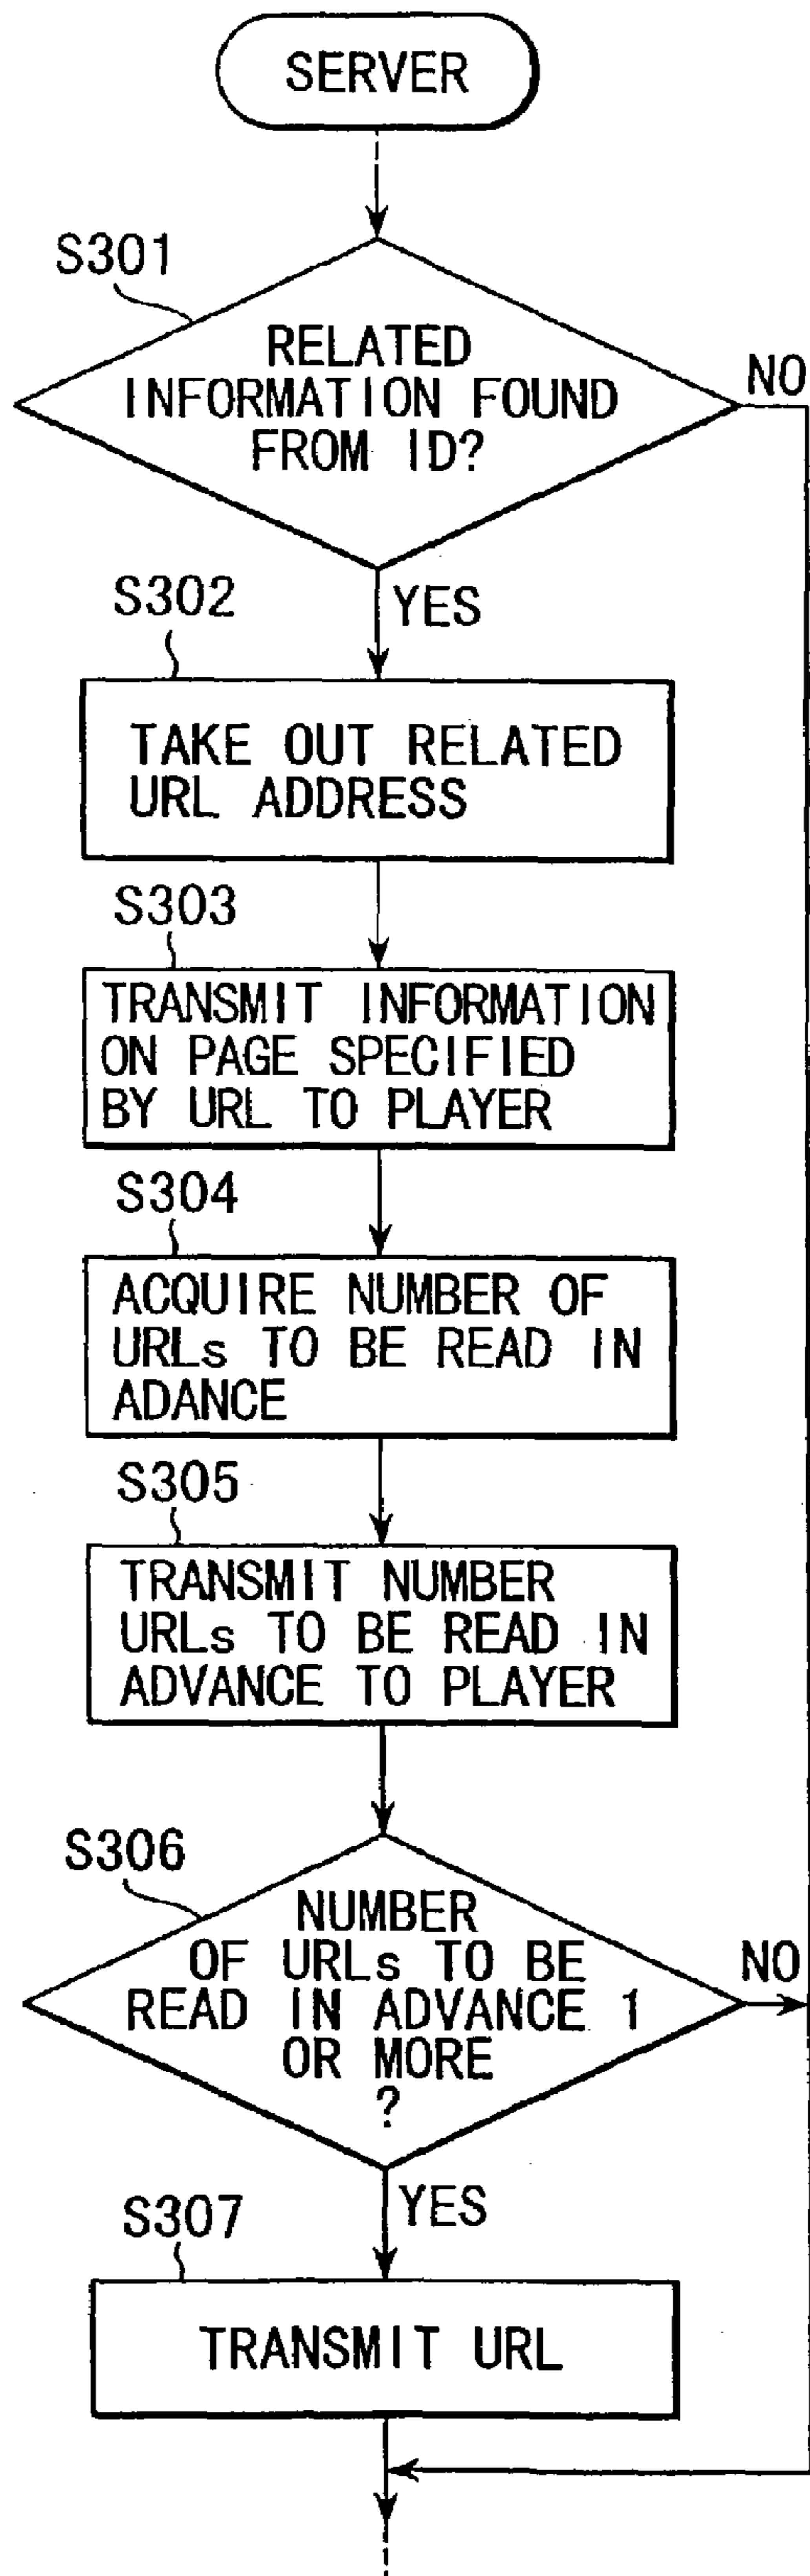 SERVER
S301
RELATED
INFORMATION FOUND
FROM ID?
NO
YES
S302
TAKE OUT RELATED
URL ADDRESS
S303
TRANSMIT INFORMATION
ON PAGE SPECIFIED
BY URL TO PLAYER
S304
ACQUIRE NUMBER OF
URLs TO BE READ IN
ADANCE
S305
TRANSMIT NUMBER
URLs TO BE READ IN
ADVANCE TO PLAYER
S306
NUMBER
OF URLs TO BE
READ IN ADVANCE 1
OR MORE
?
NO
YES
S307
TRANSMIT URL